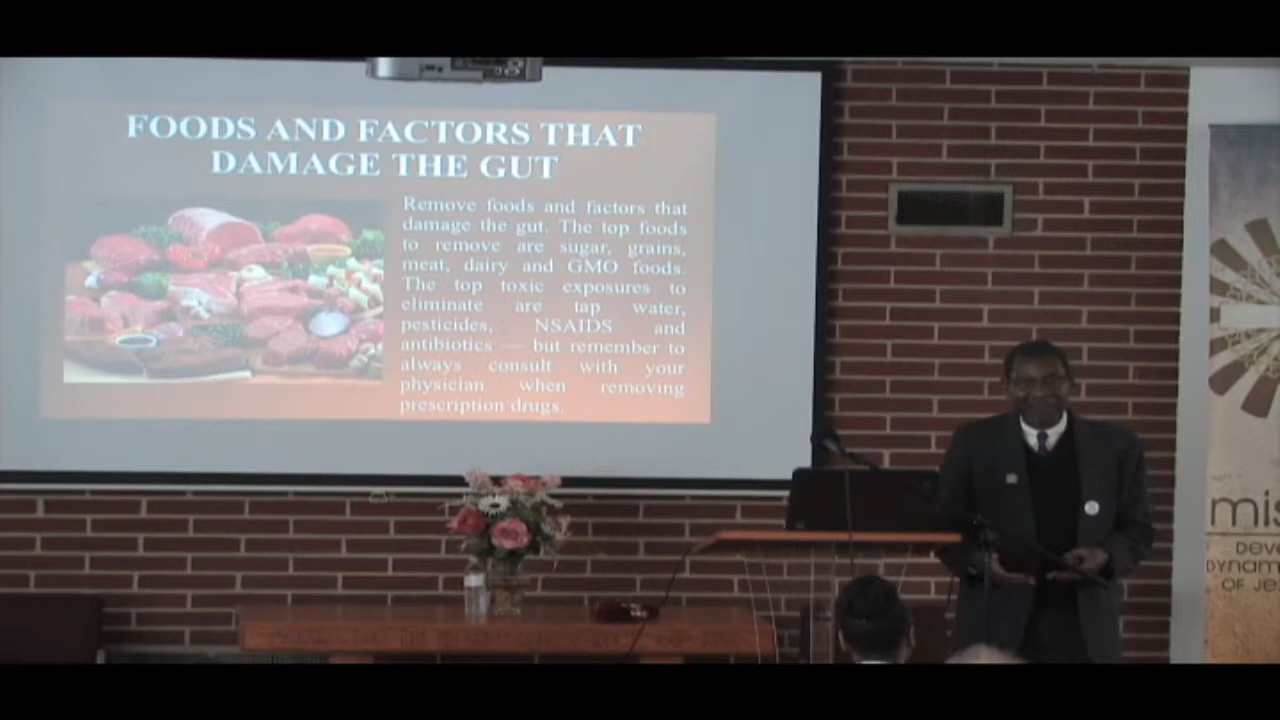 FOODS AND FACTORS THAT
DAMAGE THE GUT
Remove foods and factors that
damage the gut. The top foods
to remove are sugar, grains,
meat, dairy and GMO foods.
The top toxic exposures to
eliminate are tap water,
pesticides, NSAIDS and
antibiotics — but remember to
always consult with your
physician when removing
prescription drugs.
mis
Deve
Dynam
of Je